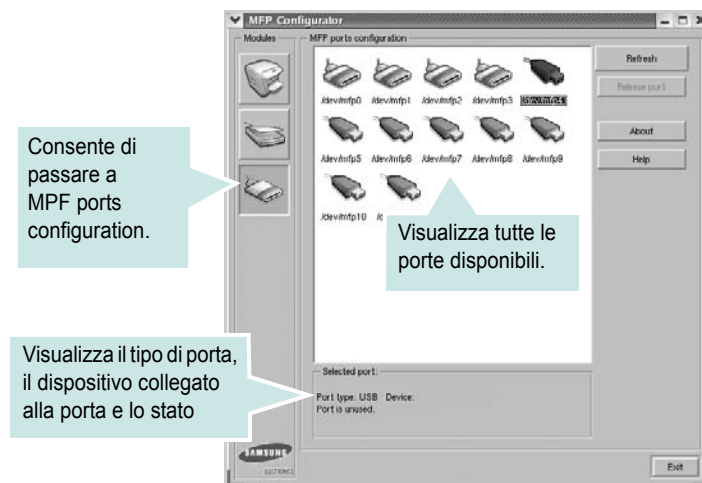 MFP Configurator
Modules
MFP ports configuration
/dev/mfp0 /dev/mfp1 /dev/mfp2 /dev/mfp3 /dev/mfp4
/dev/mfp5 /dev/mfp6 /dev/mfp7 /dev/mfp8 /dev/mfp9
/dev/mfp10
Refresh
Release port
About
Help
Consente di
passare a
MPF ports
configuration.
Visualizza tutte le
porte disponibili.
Visualizza il tipo di porta,
il dispositivo collegato
alla porta e lo stato
Selected port:
Port type: USB Device:
Port is unused.
SAMSUNG
ELECTRONICS
Exit